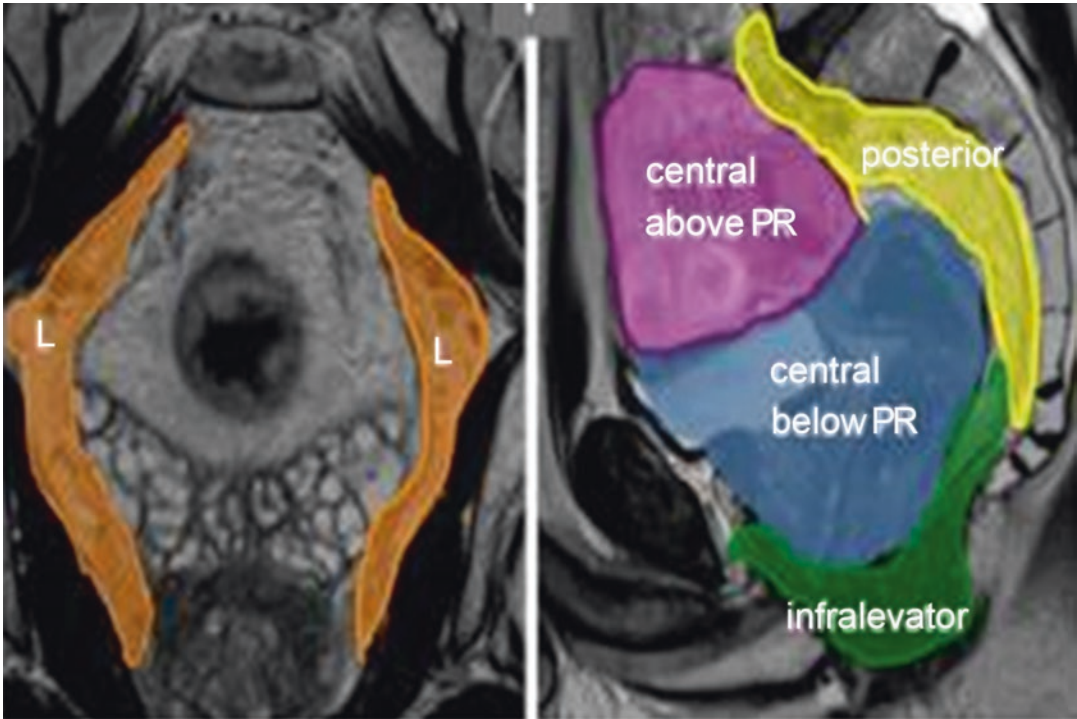 L
L
central
above PR
posterior
central
below PR
infralevator